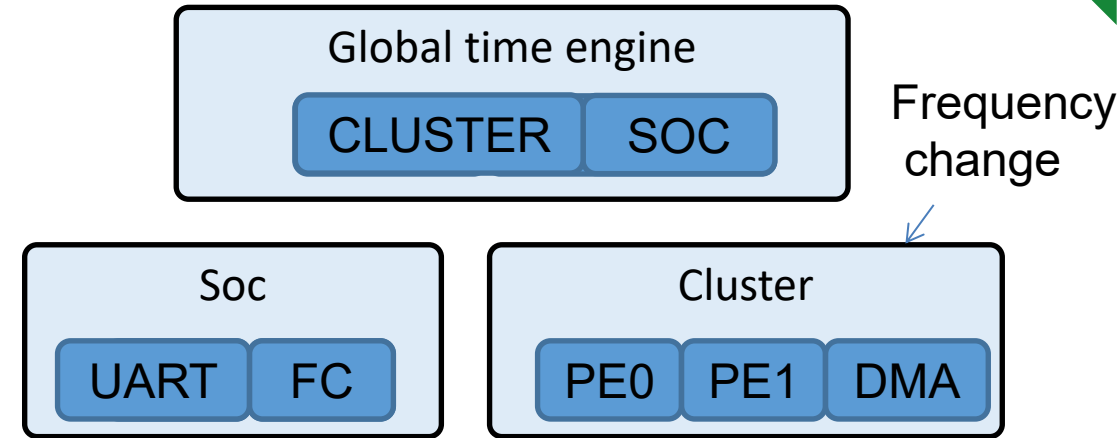 Global time engine
CLUSTER SOC
Frequency
change
Soc
UART FC
Cluster
PE0 PE1 DMA